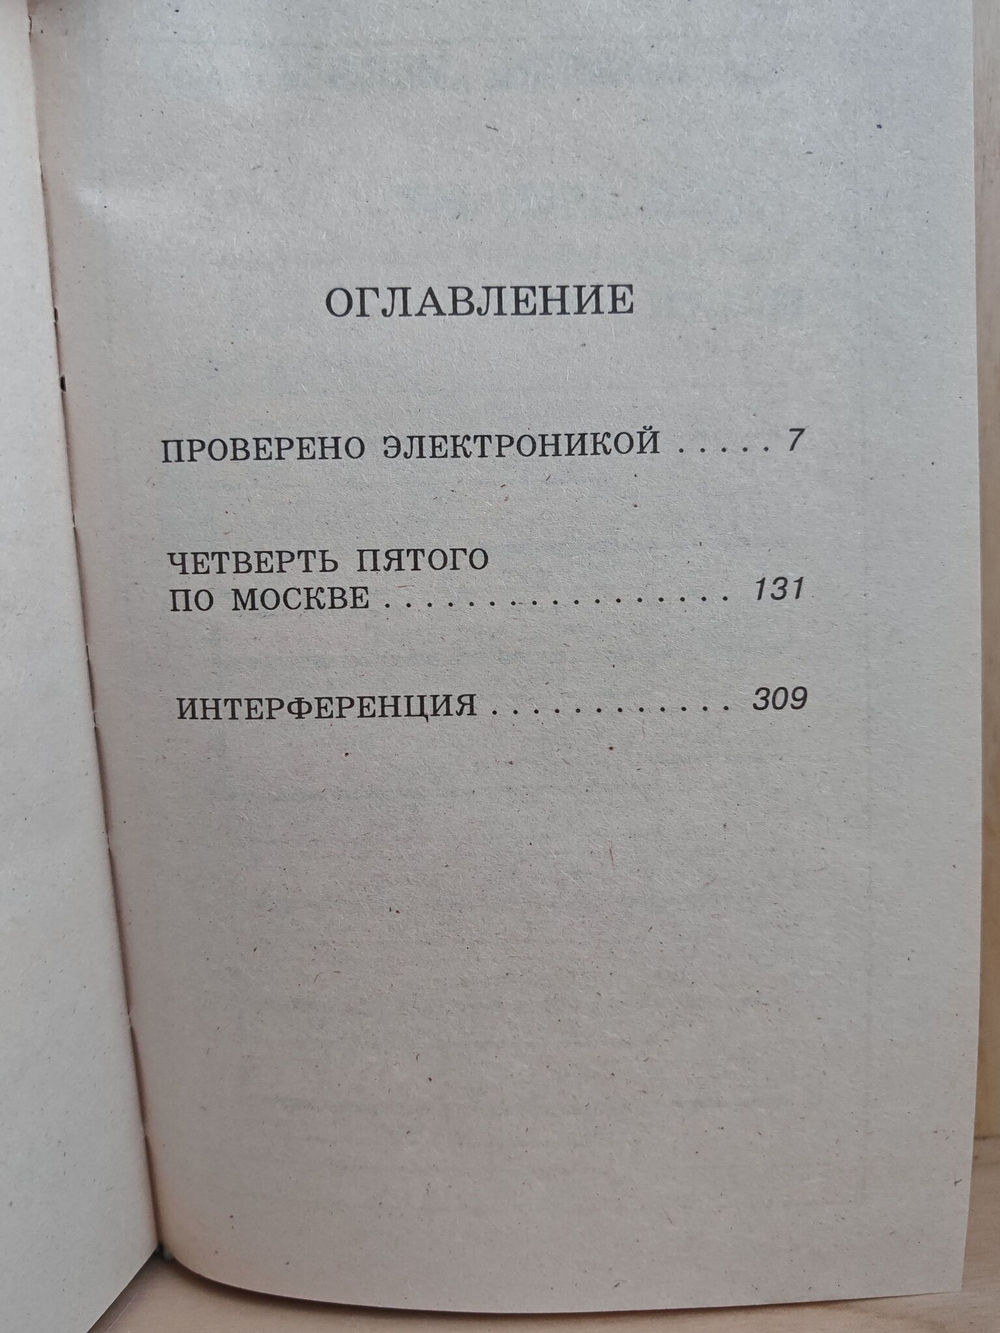 ОГЛАВЛЕНИЕ
ПРОВЕРЕНО ЭЛЕКТРОНИКОЙ . . . . . 7
ЧЕТВЕРТЬ ПЯТОГО
ПО МОСКВЕ . . . . . . . . . . . . . . . . . 131
ИНТЕРФЕРЕНЦИЯ . . . . . . . . . . . . 309